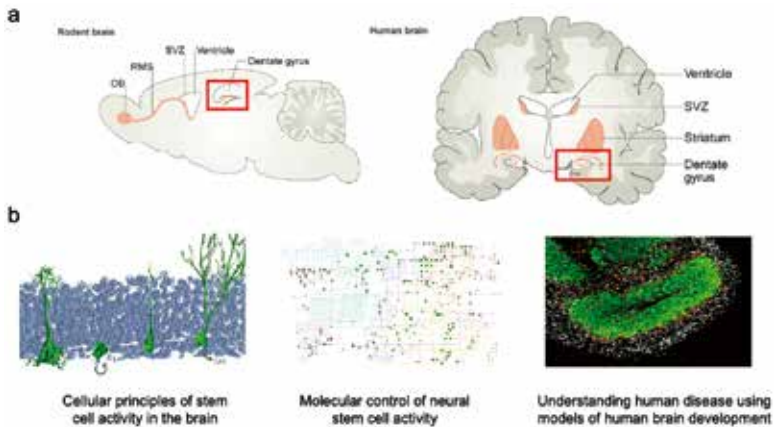 a
Rodent brain
Human brain
SVZ
Ventricle
Dentate gyrus
RMS
OB
Ventricle
SVZ
Striatum
Dentate
gyrus
b
Cellular principles of stem
cell activity in the brain
Molecular control of neural
stem cell activity
Understanding human disease using
models of human brain development